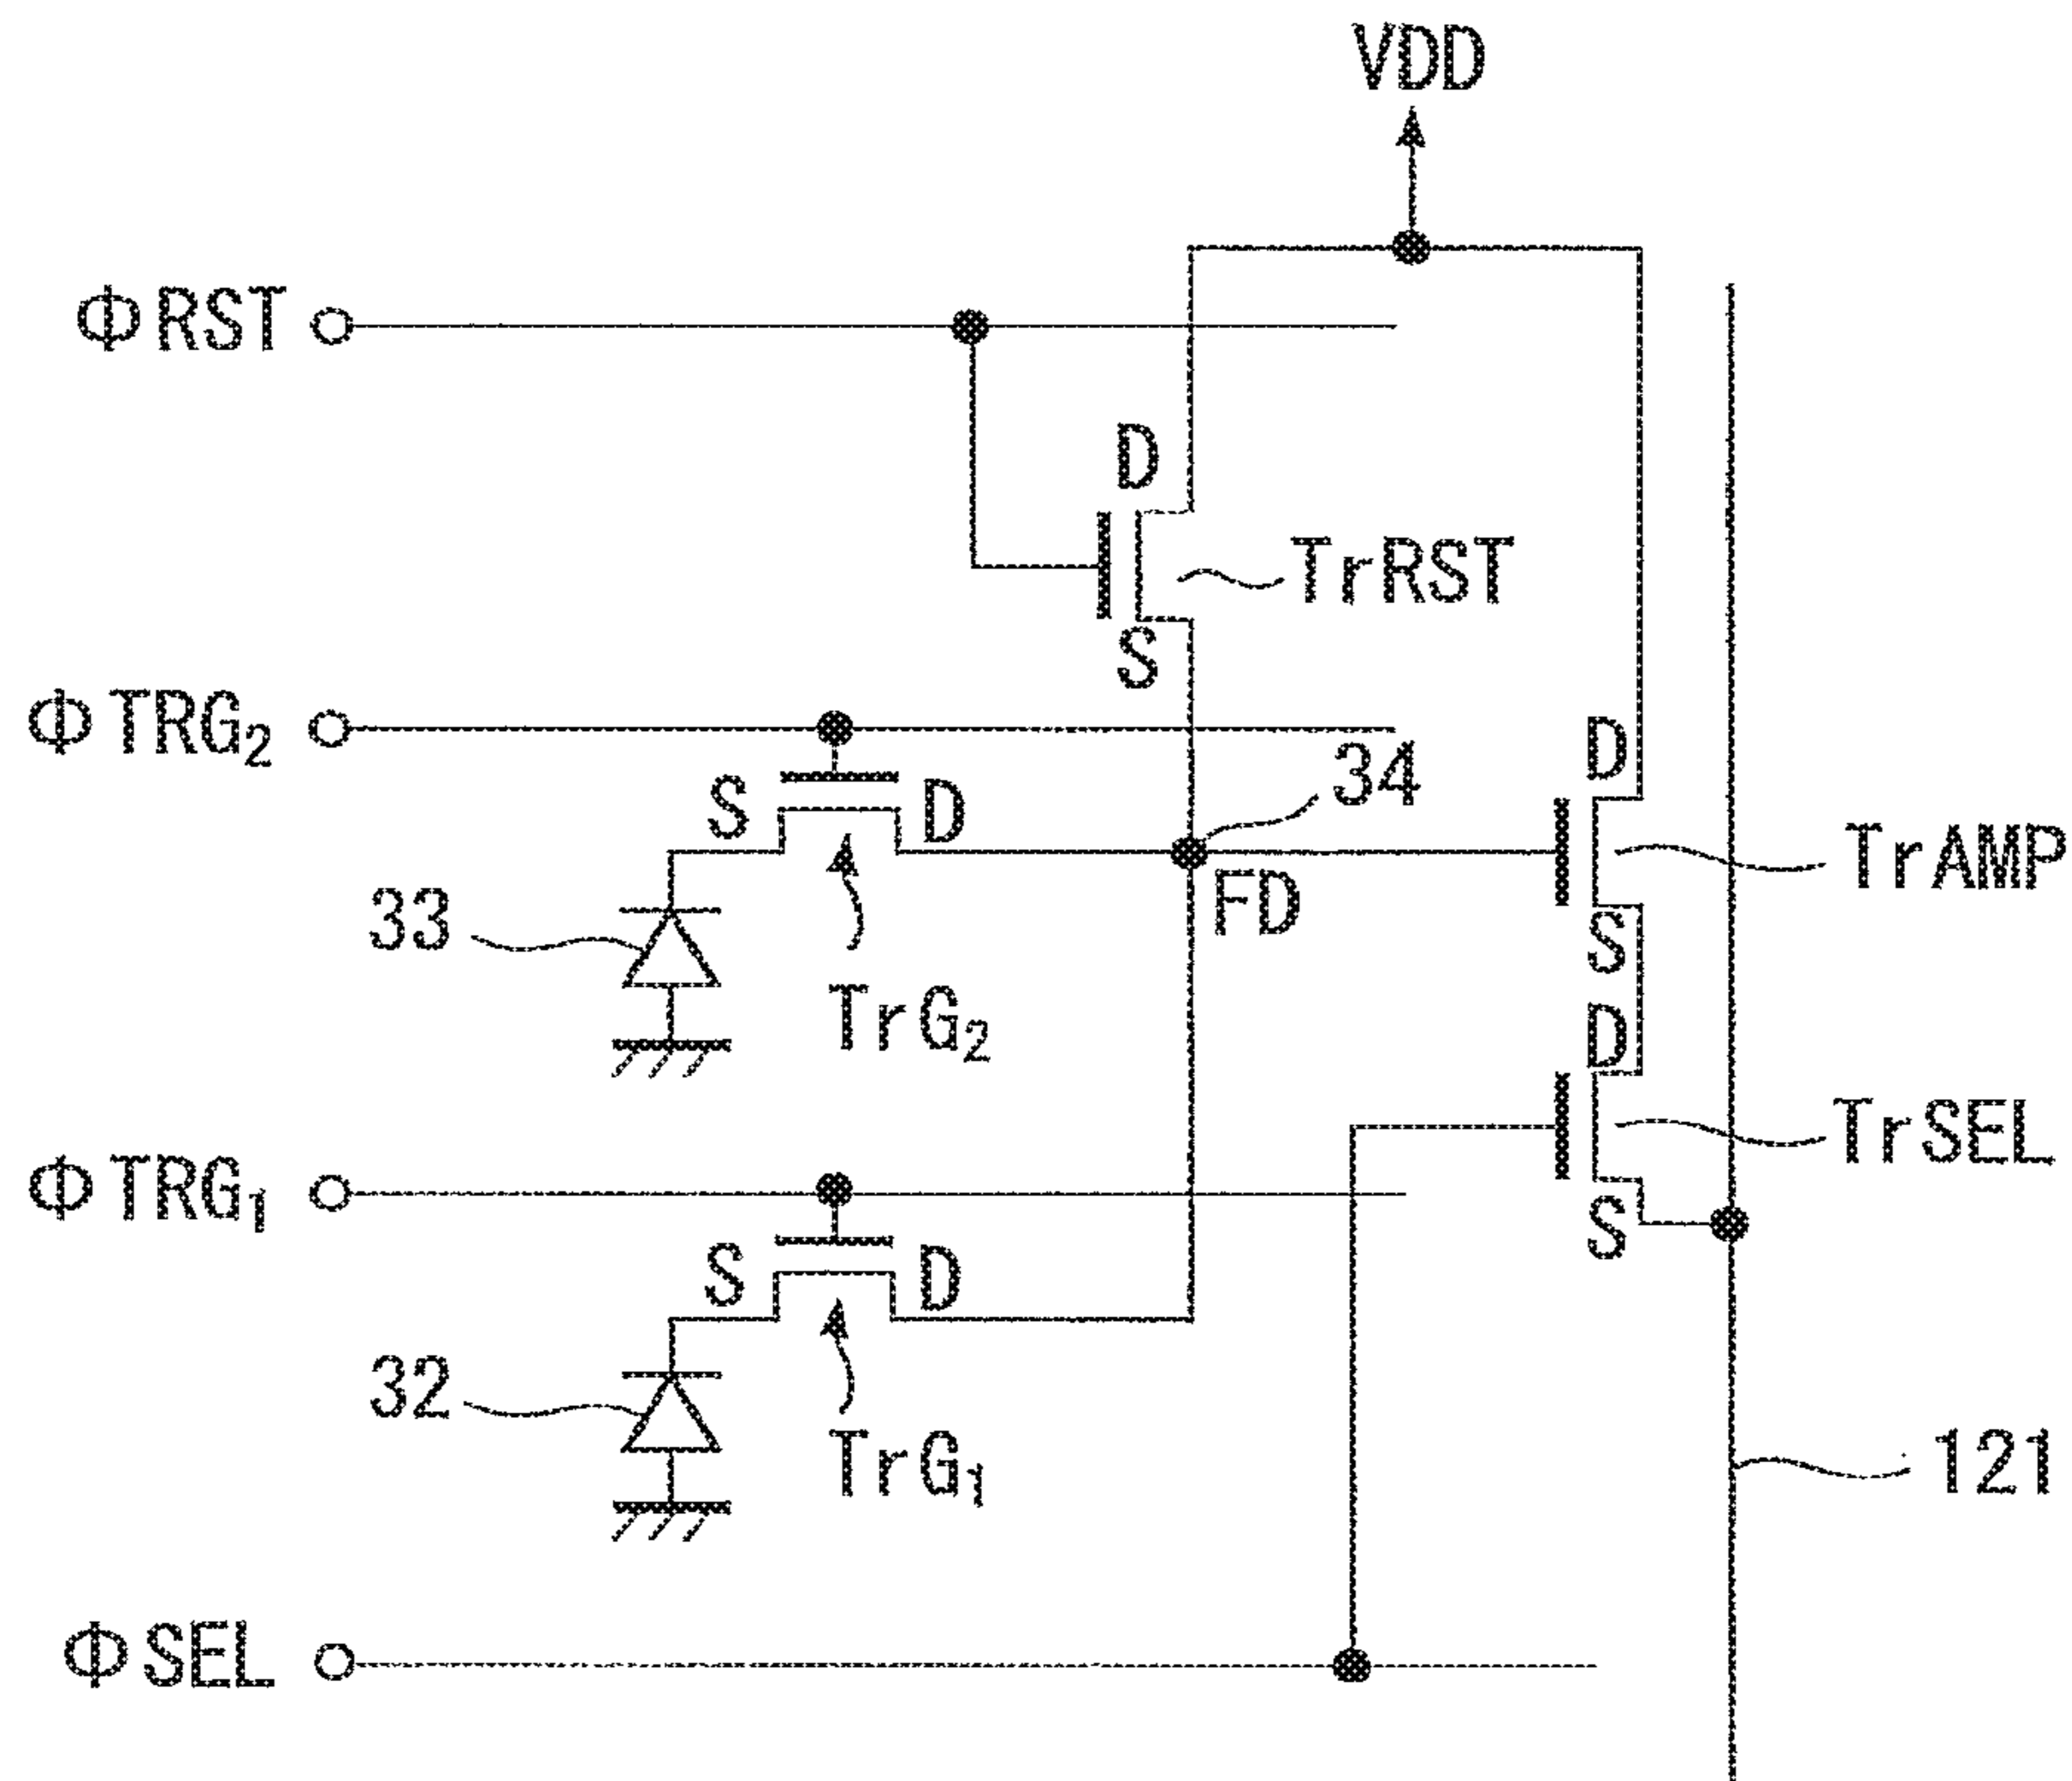 VDD
ΦRST
D
TrRST
S
ΦTRG₂
34
D
S
D
TrAMP
FD
33
S
TrG₂
D
TrSEL
ΦTRG₁
S
S
D
32
TrG₁
121
ΦSEL